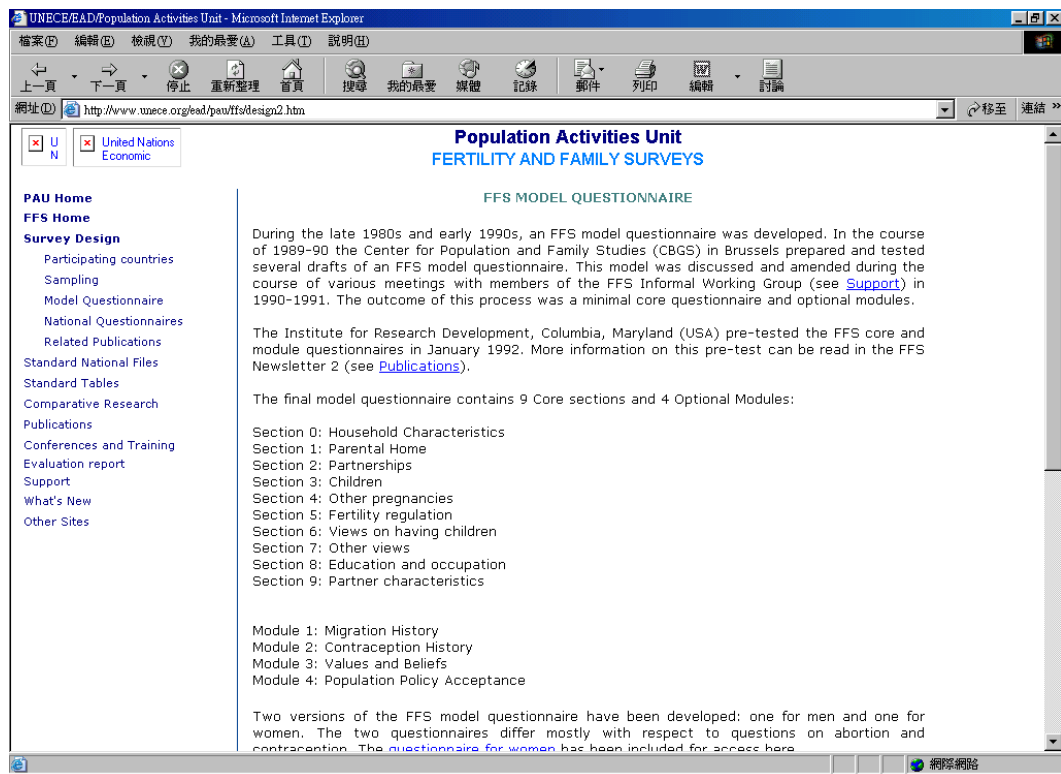 UNECE/EAD/Population Activities Unit - Microsoft Internet Explorer
檔案(F) 編輯(E) 檢視(V) 我的最愛(A) 工具(T) 說明(H)
上一頁 下一頁 停止 重新整理 首頁 搜尋 我的最愛 媒體 記錄 郵件 列印 編輯 討論
網址(D) http://www.unece.org/ead/pau/ffs/design2.htm 移至 連結 »
U N
United Nations
Economic
Population Activities Unit
FERTILITY AND FAMILY SURVEYS
PAU Home
FFS Home
Survey Design
Participating countries
Sampling
Model Questionnaire
National Questionnaires
Related Publications
Standard National Files
Standard Tables
Comparative Research
Publications
Conferences and Training
Evaluation report
Support
What's New
Other Sites
FFS MODEL QUESTIONNAIRE
During the late 1980s and early 1990s, an FFS model questionnaire was developed. In the course
of 1989-90 the Center for Population and Family Studies (CBGS) in Brussels prepared and tested
several drafts of an FFS model questionnaire. This model was discussed and amended during the
course of various meetings with members of the FFS Informal Working Group (see Support) in
1990-1991. The outcome of this process was a minimal core questionnaire and optional modules.
The Institute for Research Development, Columbia, Maryland (USA) pre-tested the FFS core and
module questionnaires in January 1992. More information on this pre-test can be read in the FFS
Newsletter 2 (see Publications).
The final model questionnaire contains 9 Core sections and 4 Optional Modules:
Section 0: Household Characteristics
Section 1: Parental Home
Section 2: Partnerships
Section 3: Children
Section 4: Other pregnancies
Section 5: Fertility regulation
Section 6: Views on having children
Section 7: Other views
Section 8: Education and occupation
Section 9: Partner characteristics
Module 1: Migration History
Module 2: Contraception History
Module 3: Values and Beliefs
Module 4: Population Policy Acceptance
Two versions of the FFS model questionnaire have been developed: one for men and one for
women. The two questionnaires differ mostly with respect to questions on abortion and
contraception. The questionnaire for women has been included for access here.
網際網路